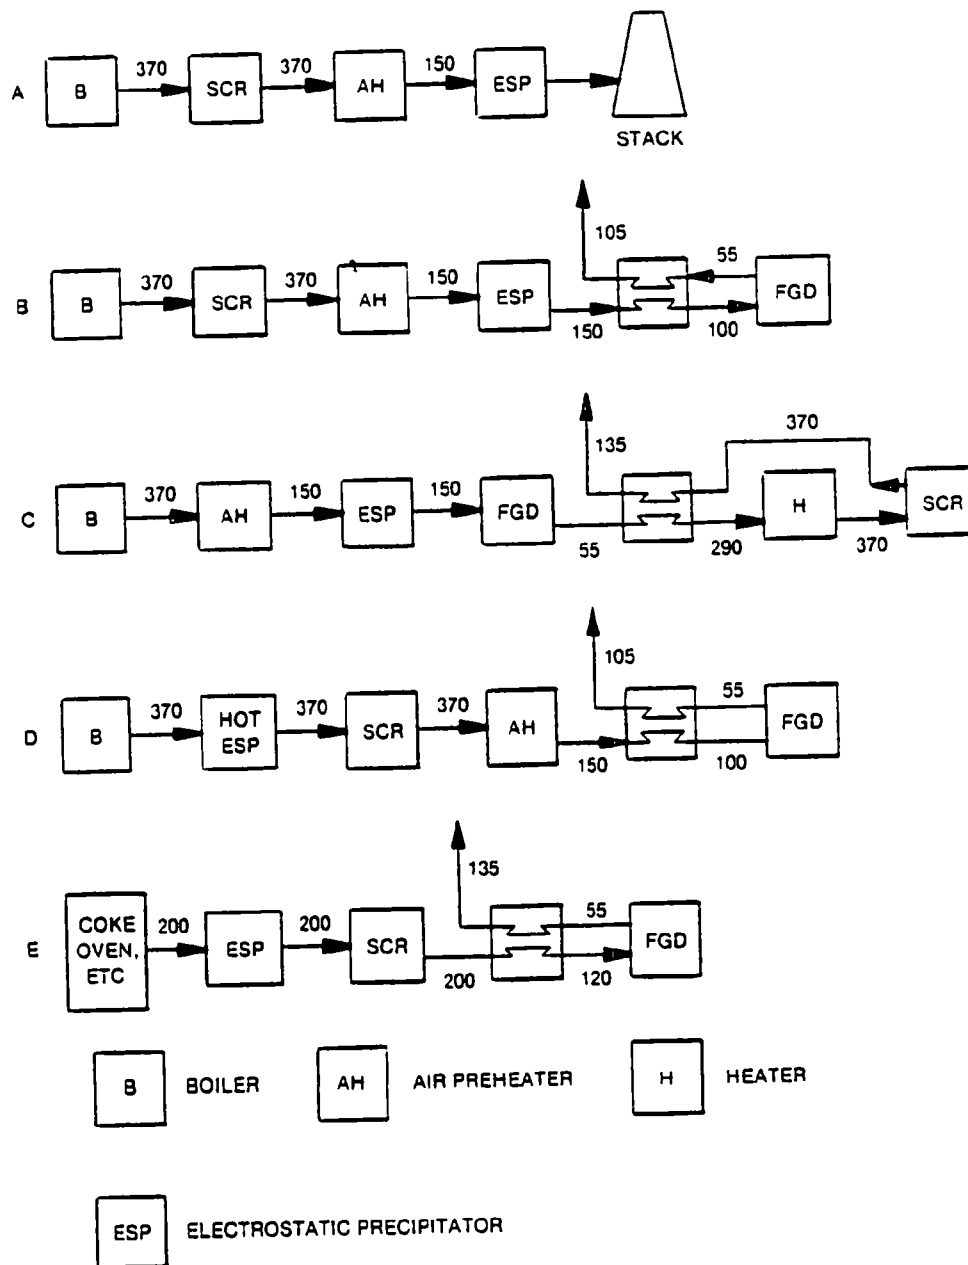 A
B
370
SCR
370
AH
150
ESP
STACK
B
B
370
SCR
370
AH
150
ESP
150
105
55
100
FGD
C
B
370
AH
150
ESP
150
FGD
55
135
290
H
370
370
SCR
D
B
370
HOT
ESP
370
SCR
370
AH
150
105
55
100
FGD
E
COKE
OVEN,
ETC
200
ESP
200
SCR
200
135
55
120
FGD
B BOILER
AH AIR PREHEATER
H HEATER
ESP ELECTROSTATIC PRECIPITATOR